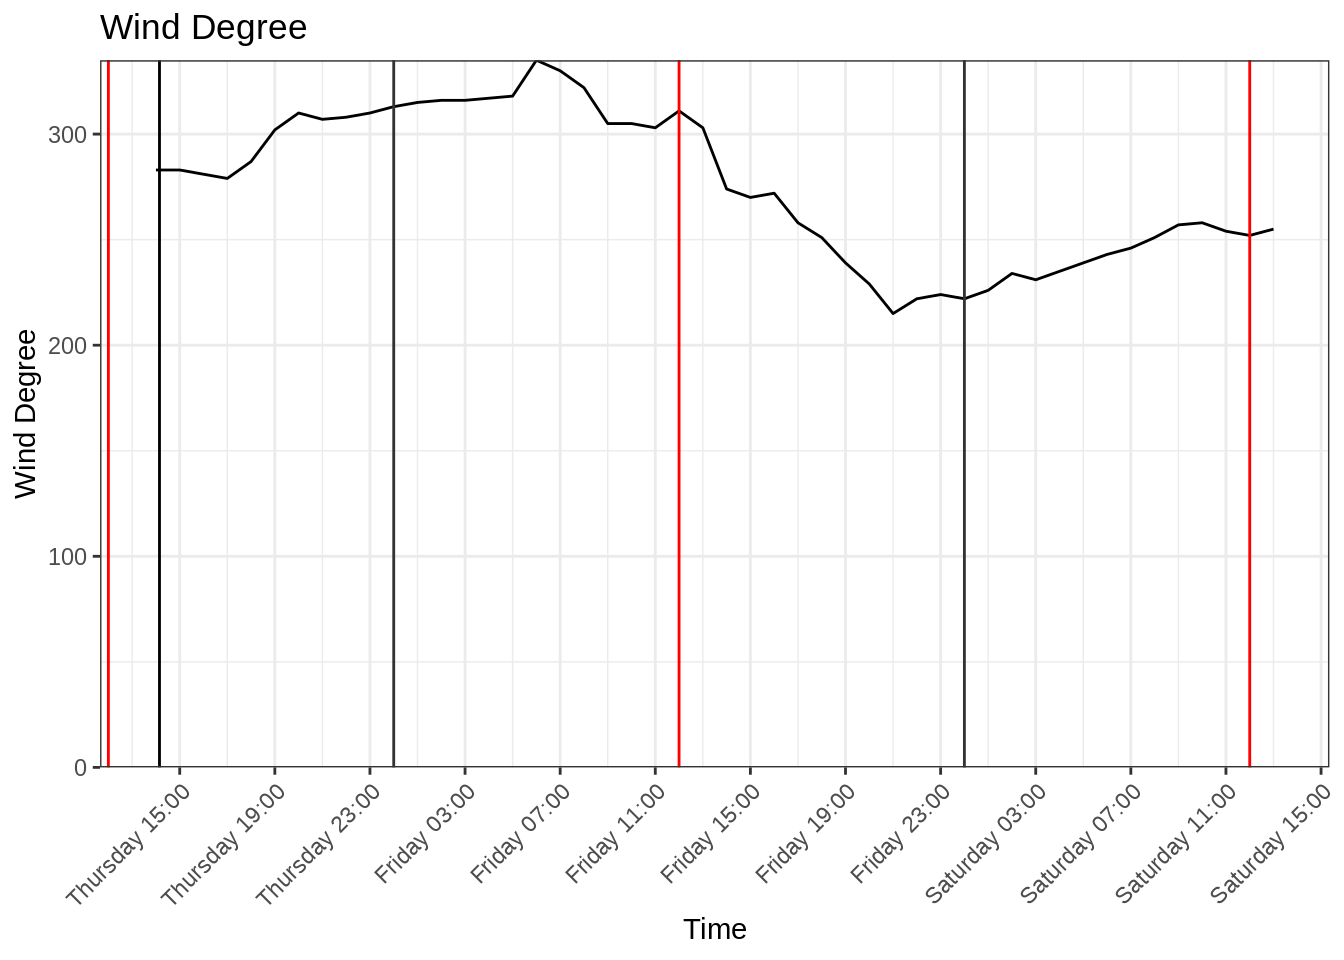 Wind Degree
Wind Degree
300
200
100
0
Thursday 15:00
Thursday 19:00
Thursday 23:00
Friday 03:00
Friday 07:00
Friday 11:00
Friday 15:00
Friday 19:00
Friday 23:00
Saturday 03:00
Saturday 07:00
Saturday 11:00
Saturday 15:00
Time